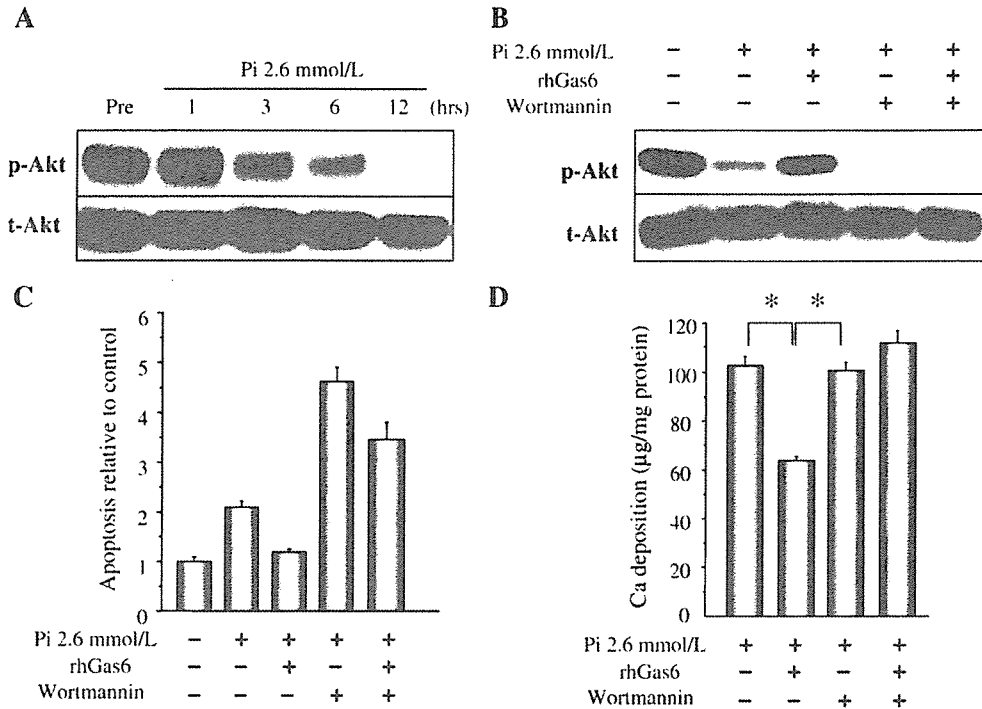 A
Pi 2.6 mmol/L
Pre 1 3 6 12 (hrs)
p-Akt
t-Akt
B
Pi 2.6 mmol/L − + + + +
rhGas6 − − + − +
Wortmannin − − − + +
p-Akt
t-Akt
C
Apoptosis relative to control
6
5
4
3
2
1
0
Pi 2.6 mmol/L − + + + +
rhGas6 − − + − +
Wortmannin − − − + +
D
* *
Ca deposition (µg/mg protein)
120
100
80
60
40
20
0
Pi 2.6 mmol/L + + + +
rhGas6 − + − +
Wortmannin − − + +